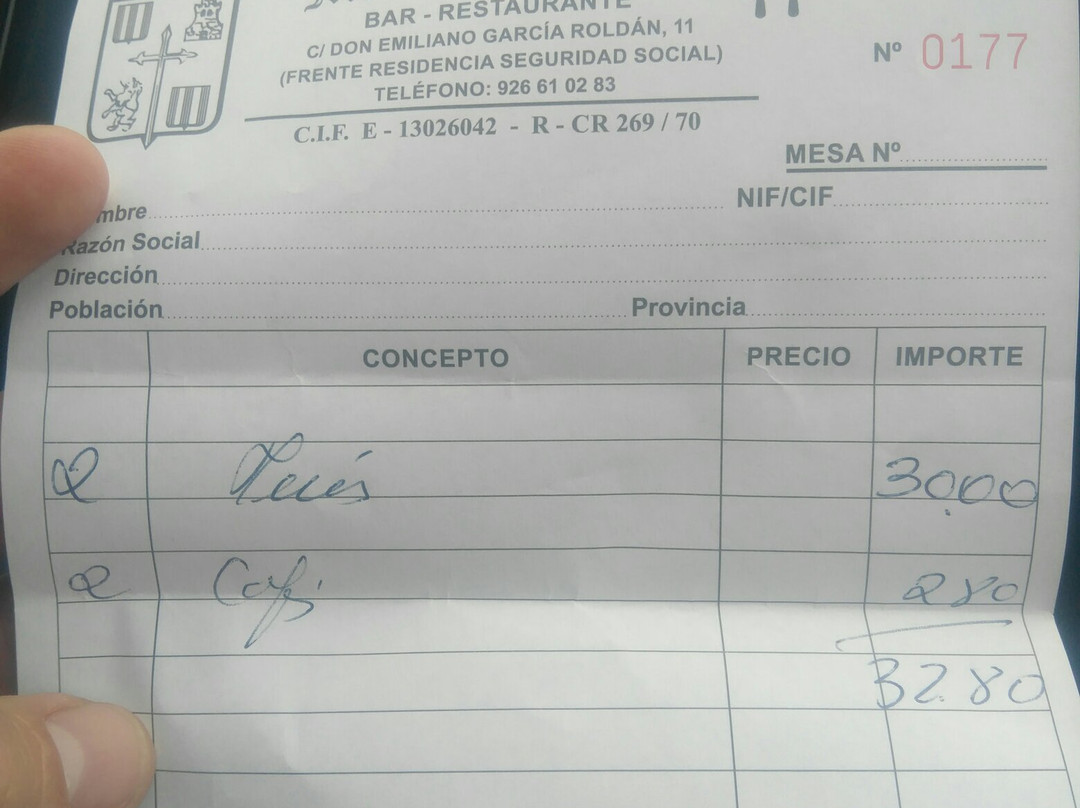 BAR - RESTAURANTE
C/ DON EMILIANO GARCÍA ROLDÁN, 11
(FRENTE RESIDENCIA SEGURIDAD SOCIAL)
TELÉFONO: 926 61 02 83
C.I.F. E - 13026042 - R - CR 269 / 70
Nº 0177
MESA Nº
mbre NIF/CIF
Razón Social
Dirección
Población Provincia
CONCEPTO PRECIO IMPORTE
2 30.00
2 Cafe 280
32.80